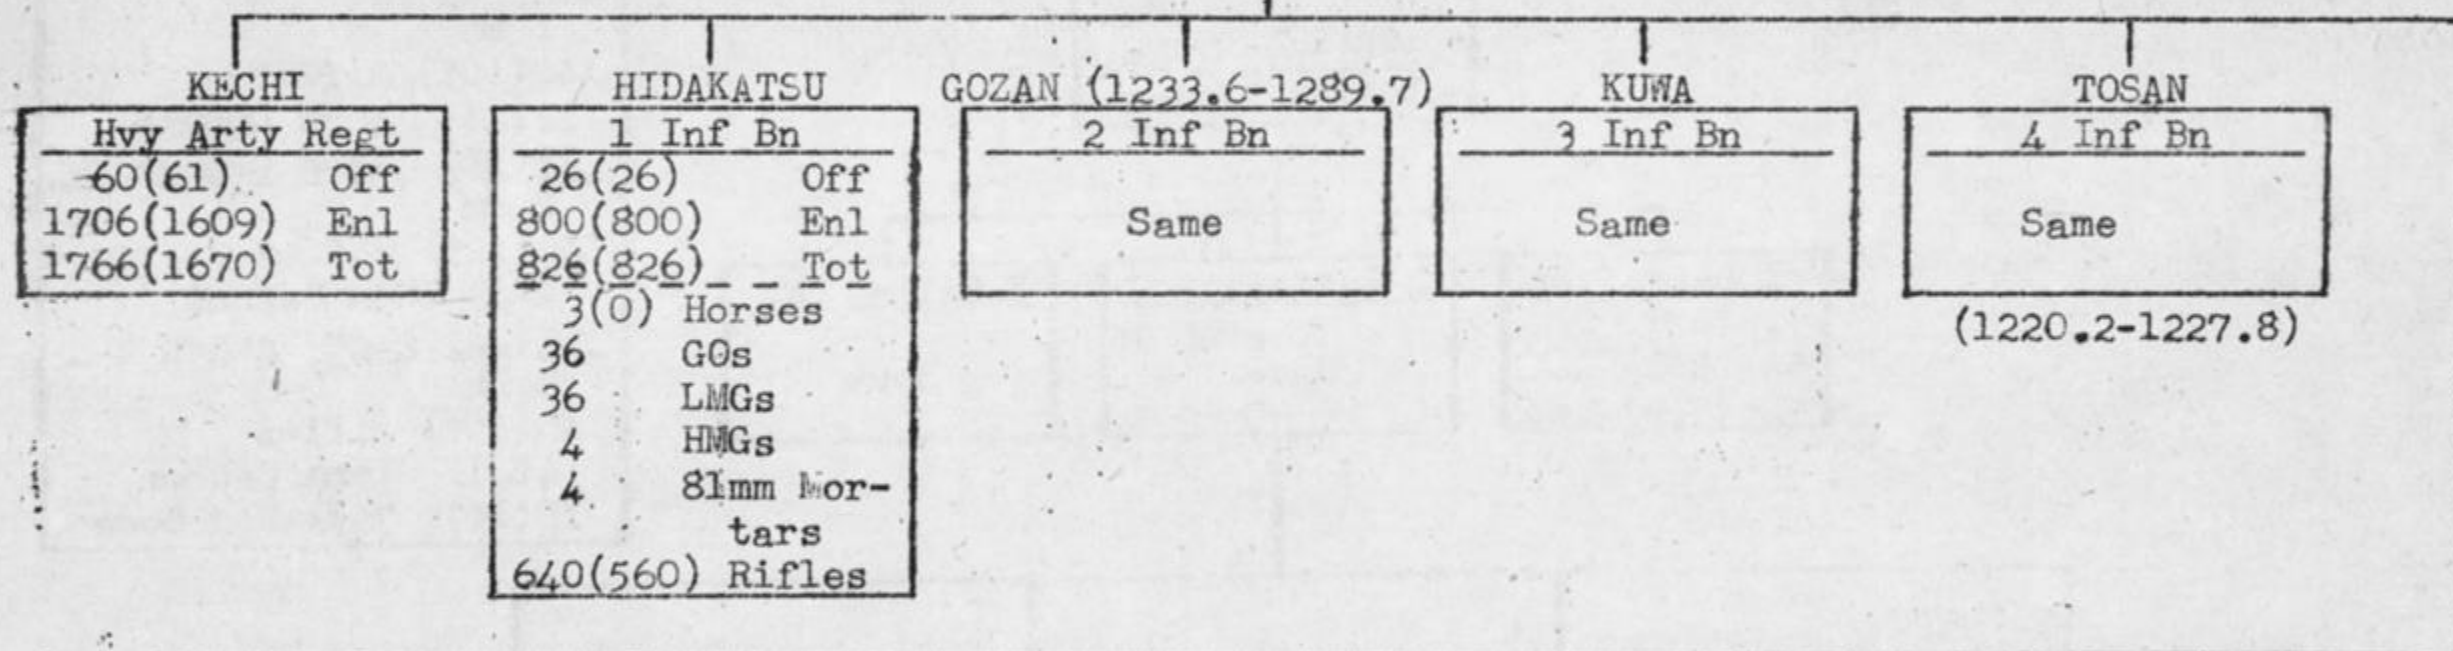 KECHI
Hvy Arty Regt
60(61) Off
1706(1609) Enl
1766(1670) Tot
HIDAKATSU
1 Inf Bn
26(26) Off
800(800) Enl
826(826) _ _ Tot
3(0) Horses
36 GOs
36 LMGs
4 HMGs
4 81mm Mor-
tars
640(560) Rifles
GOZAN (1233.6-1289.7)
2 Inf Bn
Same
KUWA
3 Inf Bn
Same
TOSAN
4 Inf Bn
Same
(1220.2-1227.8)